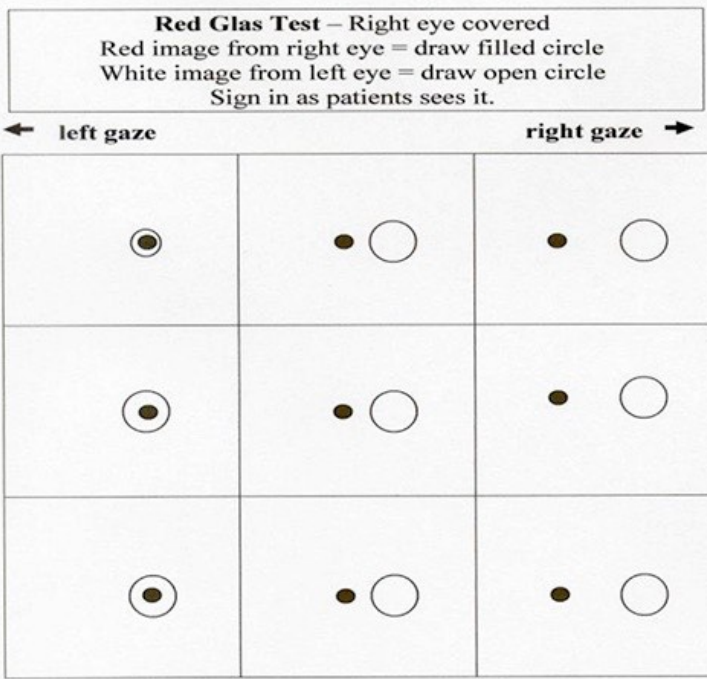 Red Glas Test – Right eye covered
Red image from right eye = draw filled circle
White image from left eye = draw open circle
Sign in as patients sees it.
left gaze
right gaze